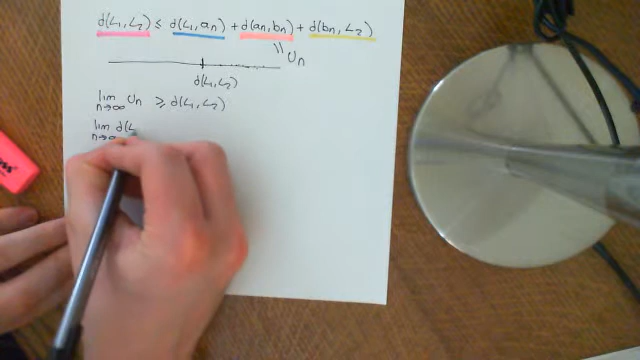 d(L₁,L₂) ≤ d(L₁,aₙ) + d(aₙ,bₙ) + d(bₙ,L₂)
= Uₙ
d(L₁,L₂)
lim n→∞ Uₙ ≥ d(L₁,L₂)
lim n→∞ d(L